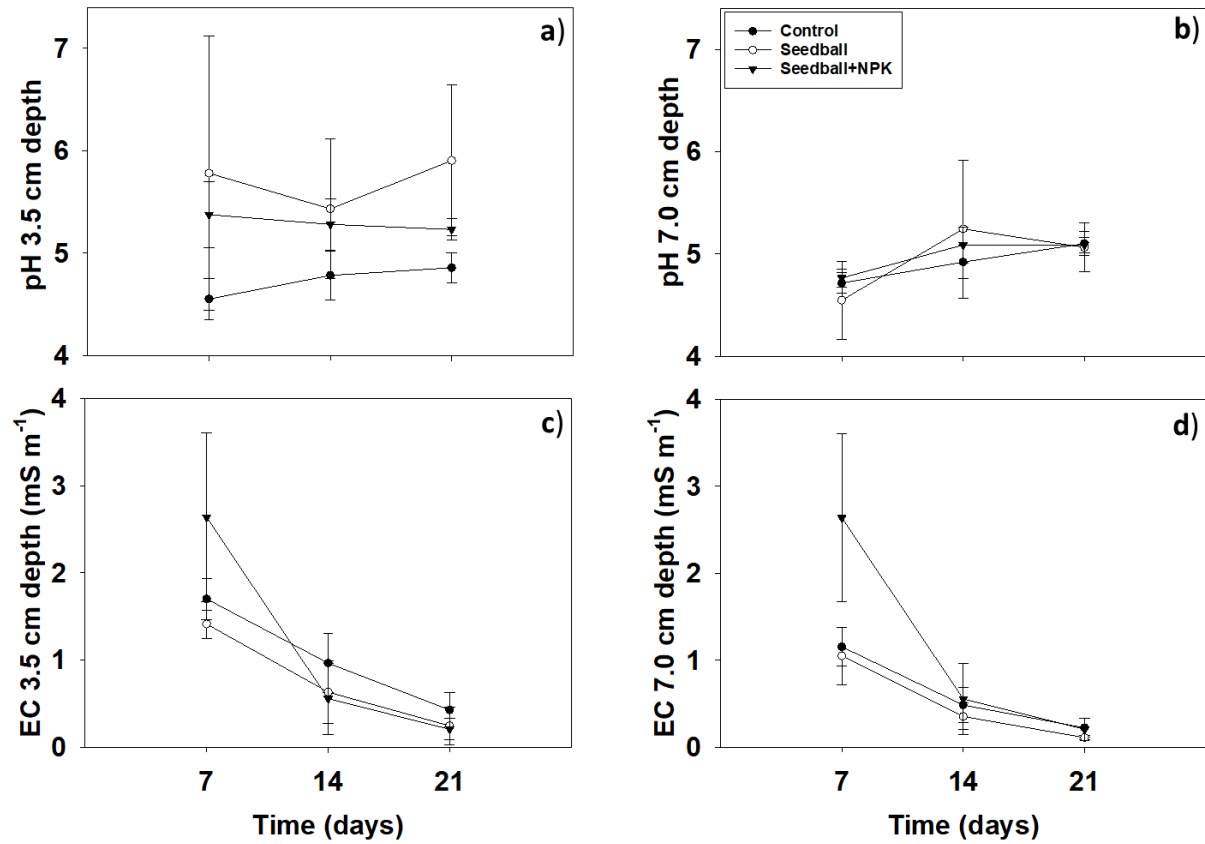 a)
7
6
5
4
pH 3.5 cm depth
b)
Control
Seedball
Seedball+NPK
7
6
5
4
pH 7.0 cm depth
c)
4
3
2
1
0
EC 3.5 cm depth (mS m⁻¹)
7 14 21
Time (days)
d)
4
3
2
1
0
EC 7.0 cm depth (mS m⁻¹)
7 14 21
Time (days)